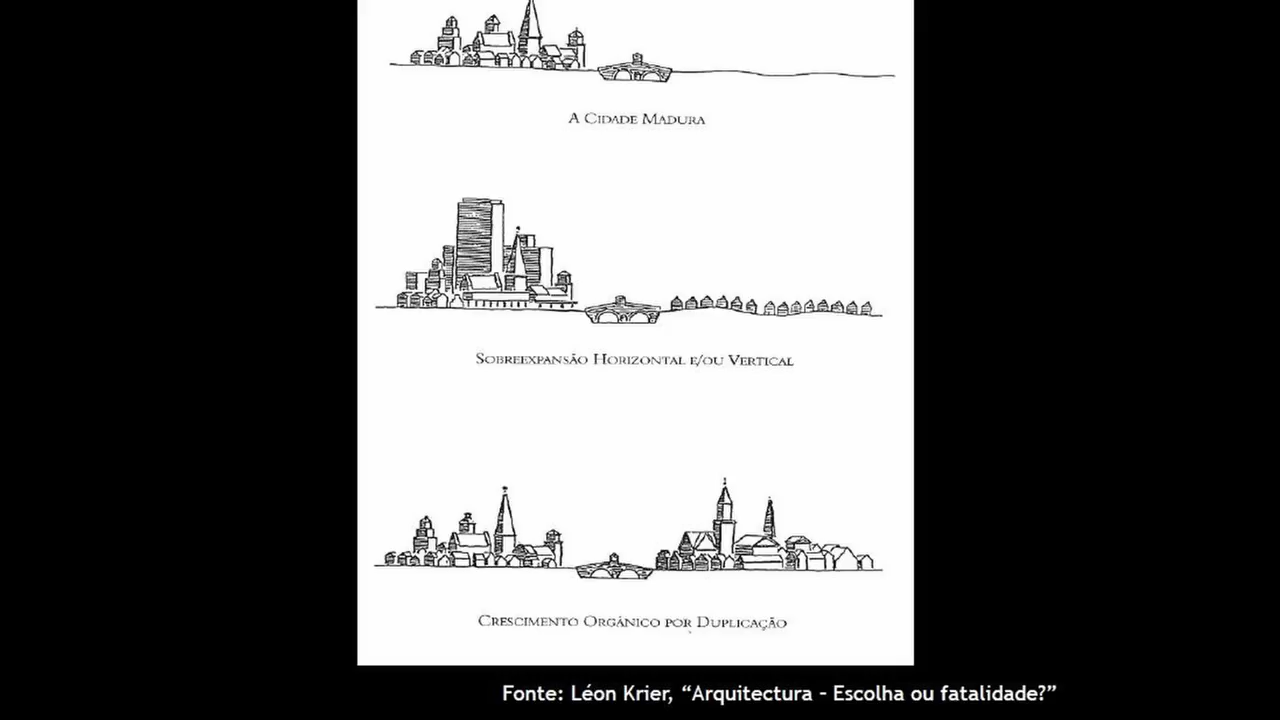 A Cidade Madura
Sobreexpansão Horizontal e/ou Vertical
Crescimento Orgânico por Duplicação
Fonte: Léon Krier, “Arquitectura – Escolha ou fatalidade?”